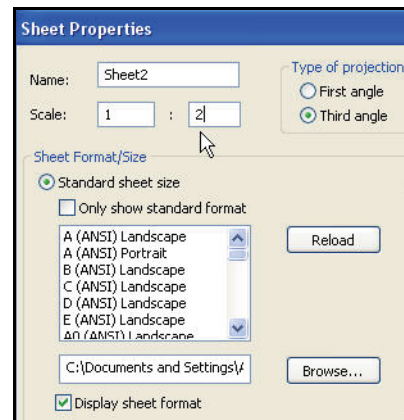 Sheet Properties
Name: Sheet2
Scale: 1 : 2
Type of projection
First angle
Third angle
Sheet Format/Size
Standard sheet size
Only show standard format
A (ANSI) Landscape
A (ANSI) Portrait
B (ANSI) Landscape
C (ANSI) Landscape
D (ANSI) Landscape
E (ANSI) Landscape
A0 (ANSI) Landscape
Reload
C:\Documents and Settings\A
Browse...
Display sheet format